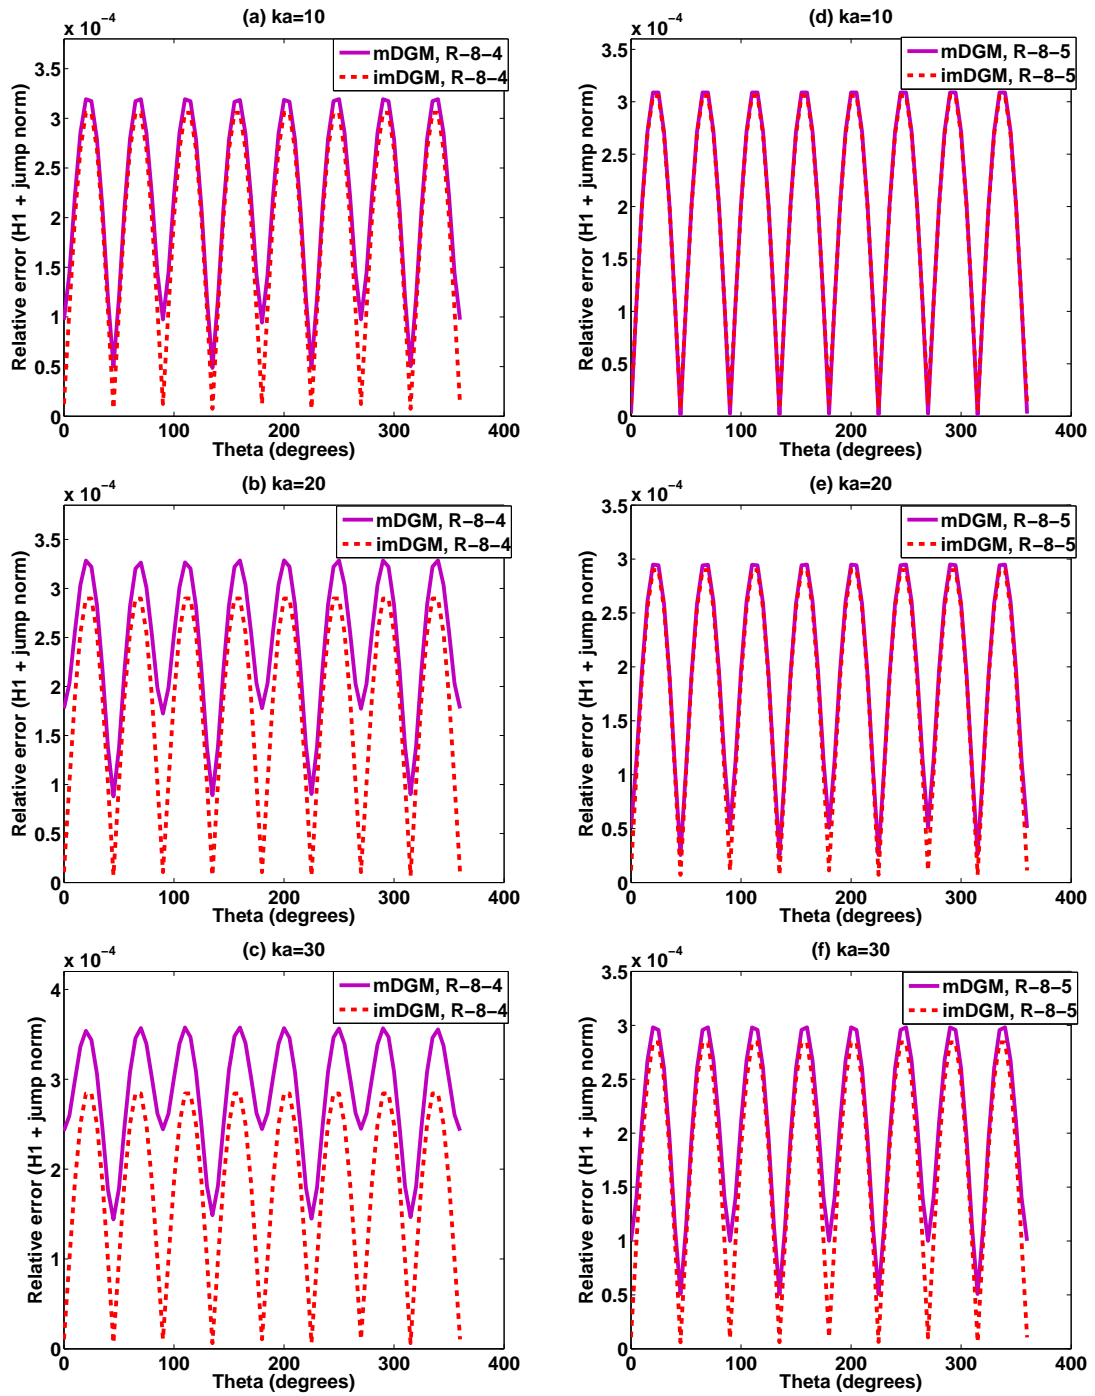 (a) ka=10
x 10−4
mDGM, R−8−4
imDGM, R−8−4
Relative error (H1 + jump norm)
3.5
3
2.5
2
1.5
1
0.5
0
0 100 200 300 400
Theta (degrees)
(d) ka=10
x 10−4
mDGM, R−8−5
imDGM, R−8−5
Relative error (H1 + jump norm)
3.5
3
2.5
2
1.5
1
0.5
0
0 100 200 300 400
Theta (degrees)
(b) ka=20
x 10−4
mDGM, R−8−4
imDGM, R−8−4
Relative error (H1 + jump norm)
3.5
3
2.5
2
1.5
1
0.5
0
0 100 200 300 400
Theta (degrees)
(e) ka=20
x 10−4
mDGM, R−8−5
imDGM, R−8−5
Relative error (H1 + jump norm)
3.5
3
2.5
2
1.5
1
0.5
0
0 100 200 300 400
Theta (degrees)
(c) ka=30
x 10−4
mDGM, R−8−4
imDGM, R−8−4
Relative error (H1 + jump norm)
4
3
2
1
0
0 100 200 300 400
Theta (degrees)
(f) ka=30
x 10−4
mDGM, R−8−5
imDGM, R−8−5
Relative error (H1 + jump norm)
3.5
3
2.5
2
1.5
1
0.5
0
0 100 200 300 400
Theta (degrees)